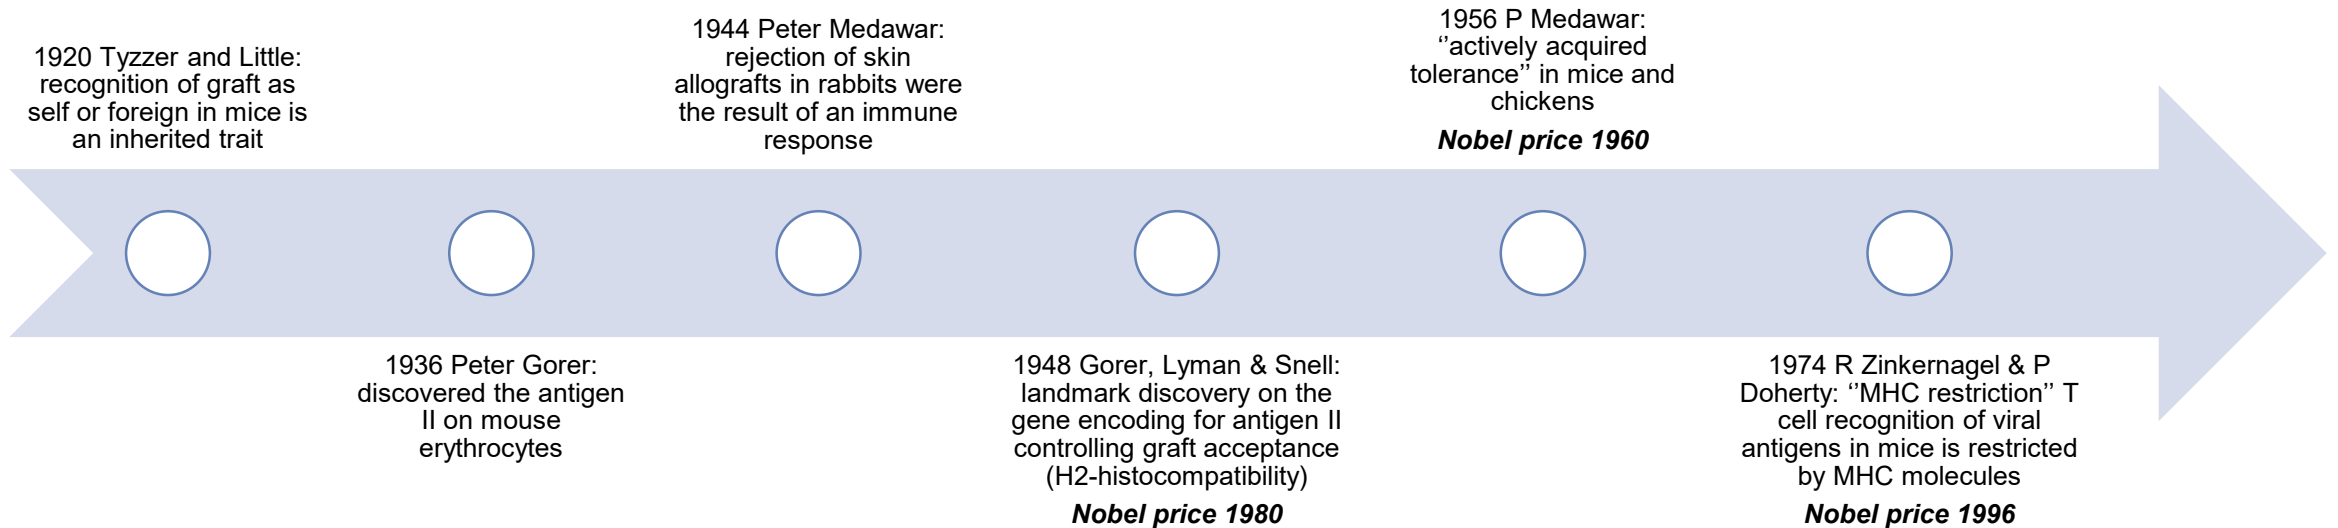 1920 Tyzzer and Little:
recognition of graft as
self or foreign in mice is
an inherited trait
1936 Peter Gorer:
discovered the antigen
II on mouse
erythrocytes
1944 Peter Medawar:
rejection of skin
allografts in rabbits were
the result of an immune
response
1948 Gorer, Lyman & Snell:
landmark discovery on the
gene encoding for antigen II
controlling graft acceptance
(H2-histocompatibility)
Nobel price 1980
1956 P Medawar:
‘’actively acquired
tolerance’’ in mice and
chickens
Nobel price 1960
1974 R Zinkernagel & P
Doherty: ‘’MHC restriction’’ T
cell recognition of viral
antigens in mice is restricted
by MHC molecules
Nobel price 1996